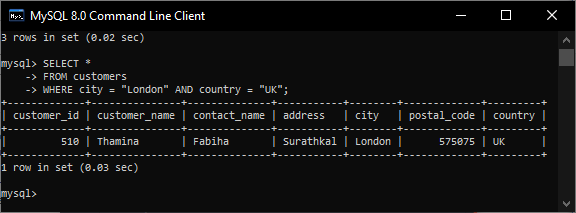 MySQL 8.0 Command Line Client
3 rows in set (0.02 sec)
mysql> SELECT *
    -> FROM customers
    -> WHERE city = "London" AND country = "UK";
+-------------+---------------+--------------+------------+--------+-------------+---------+
| customer_id | customer_name | contact_name | address    | city   | postal_code | country |
+-------------+---------------+--------------+------------+--------+-------------+---------+
|         510 | Thamina       | Fabiha       | Surathkal  | London |      575075 | UK      |
+-------------+---------------+--------------+------------+--------+-------------+---------+
1 row in set (0.03 sec)
mysql>